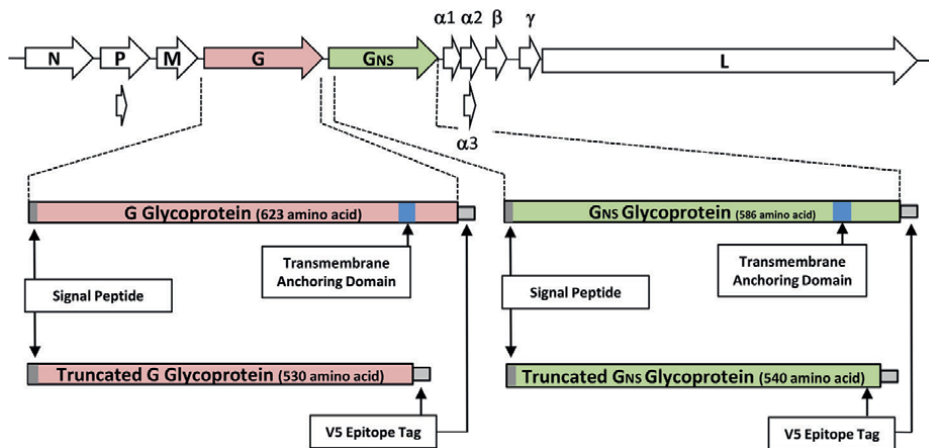 α1 α2 β γ
N P M G GNS L
α3
G Glycoprotein (623 amino acid)
GNS Glycoprotein (586 amino acid)
Transmembrane
Anchoring Domain
Transmembrane
Anchoring Domain
Signal Peptide
Signal Peptide
Truncated G Glycoprotein (530 amino acid)
Truncated GNS Glycoprotein (540 amino acid)
V5 Epitope Tag
V5 Epitope Tag